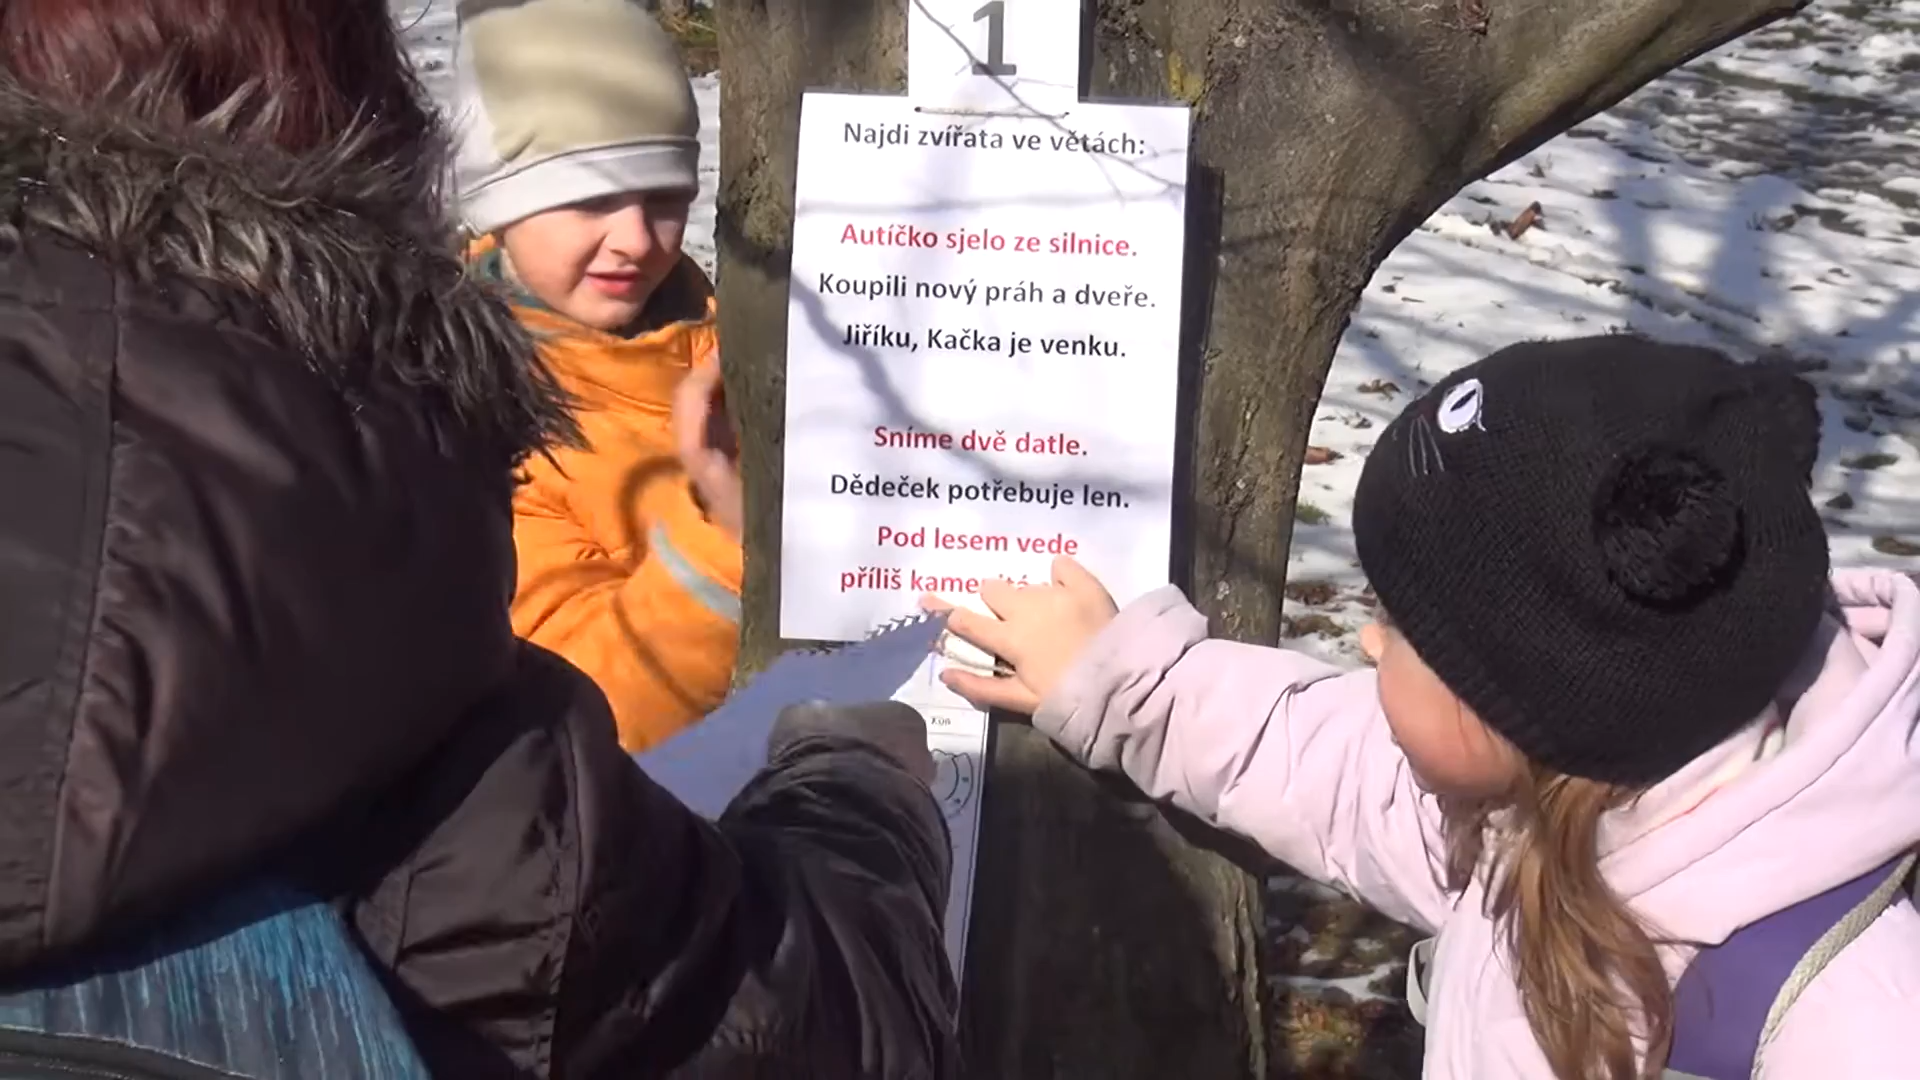 1
Najdi zvířata ve větách:
Autíčko sjelo ze silnice.
Koupili nový práh a dveře.
Jiříku, Kačka je venku.
Sníme dvě datle.
Dědeček potřebuje len.
Pod lesem vede
příliš
Kůň